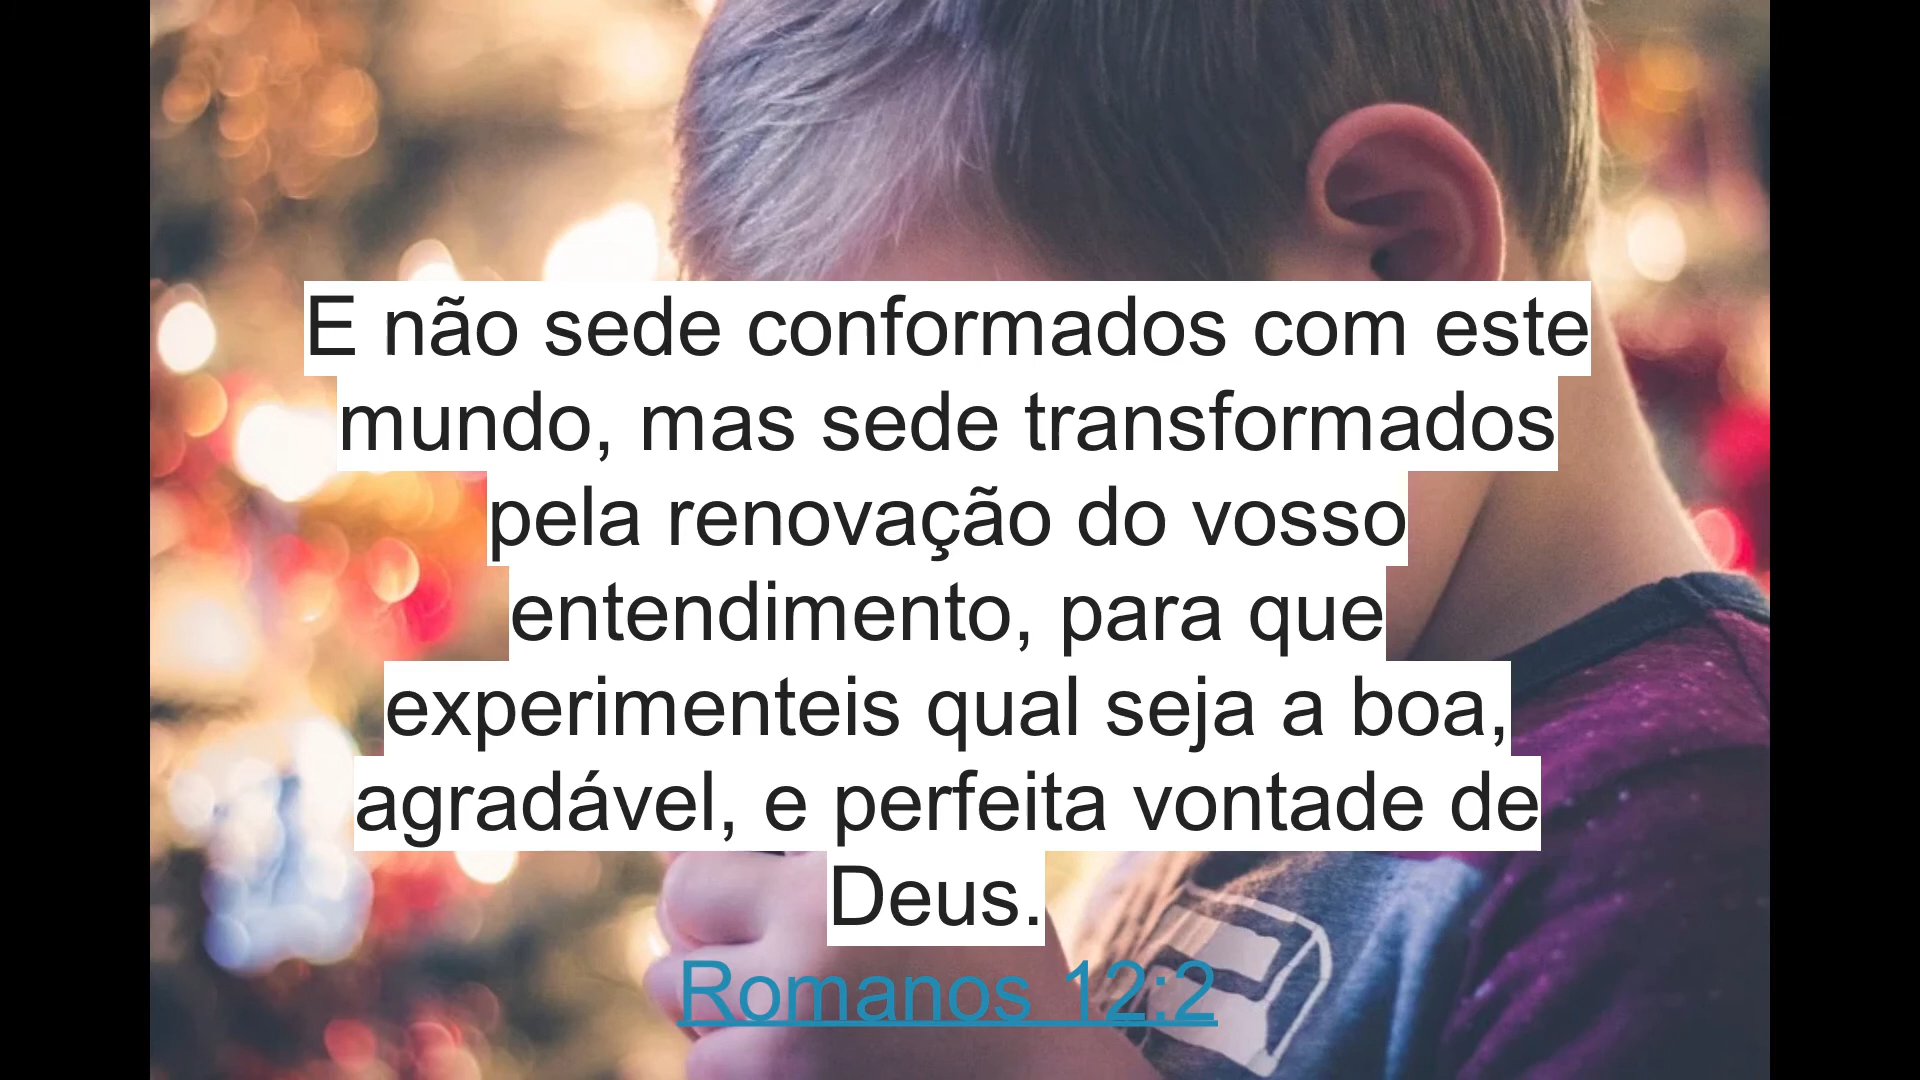 E não sede conformados com este
mundo, mas sede transformados
pela renovação do vosso
entendimento, para que
experimenteis qual seja a boa,
agradável, e perfeita vontade de
Deus.
Romanos 12:2